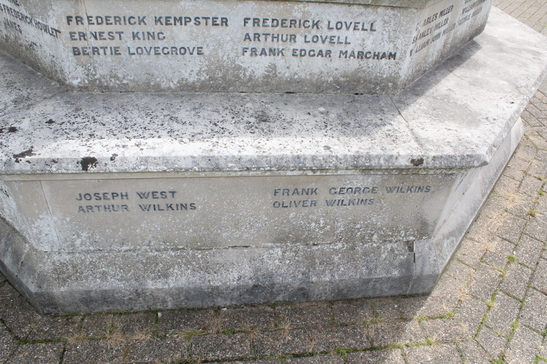 FREDERICK KEMPSTER
ERNEST KING
BERTIE LOVEGROVE
FREDERICK LOVELL
ARTHUR LOVELL
FRANK EDGAR MARCHAM
JOSEPH WEST
ARTHUR WILKINS
FRANK GEORGE WILKINS
OLIVER WILKINS